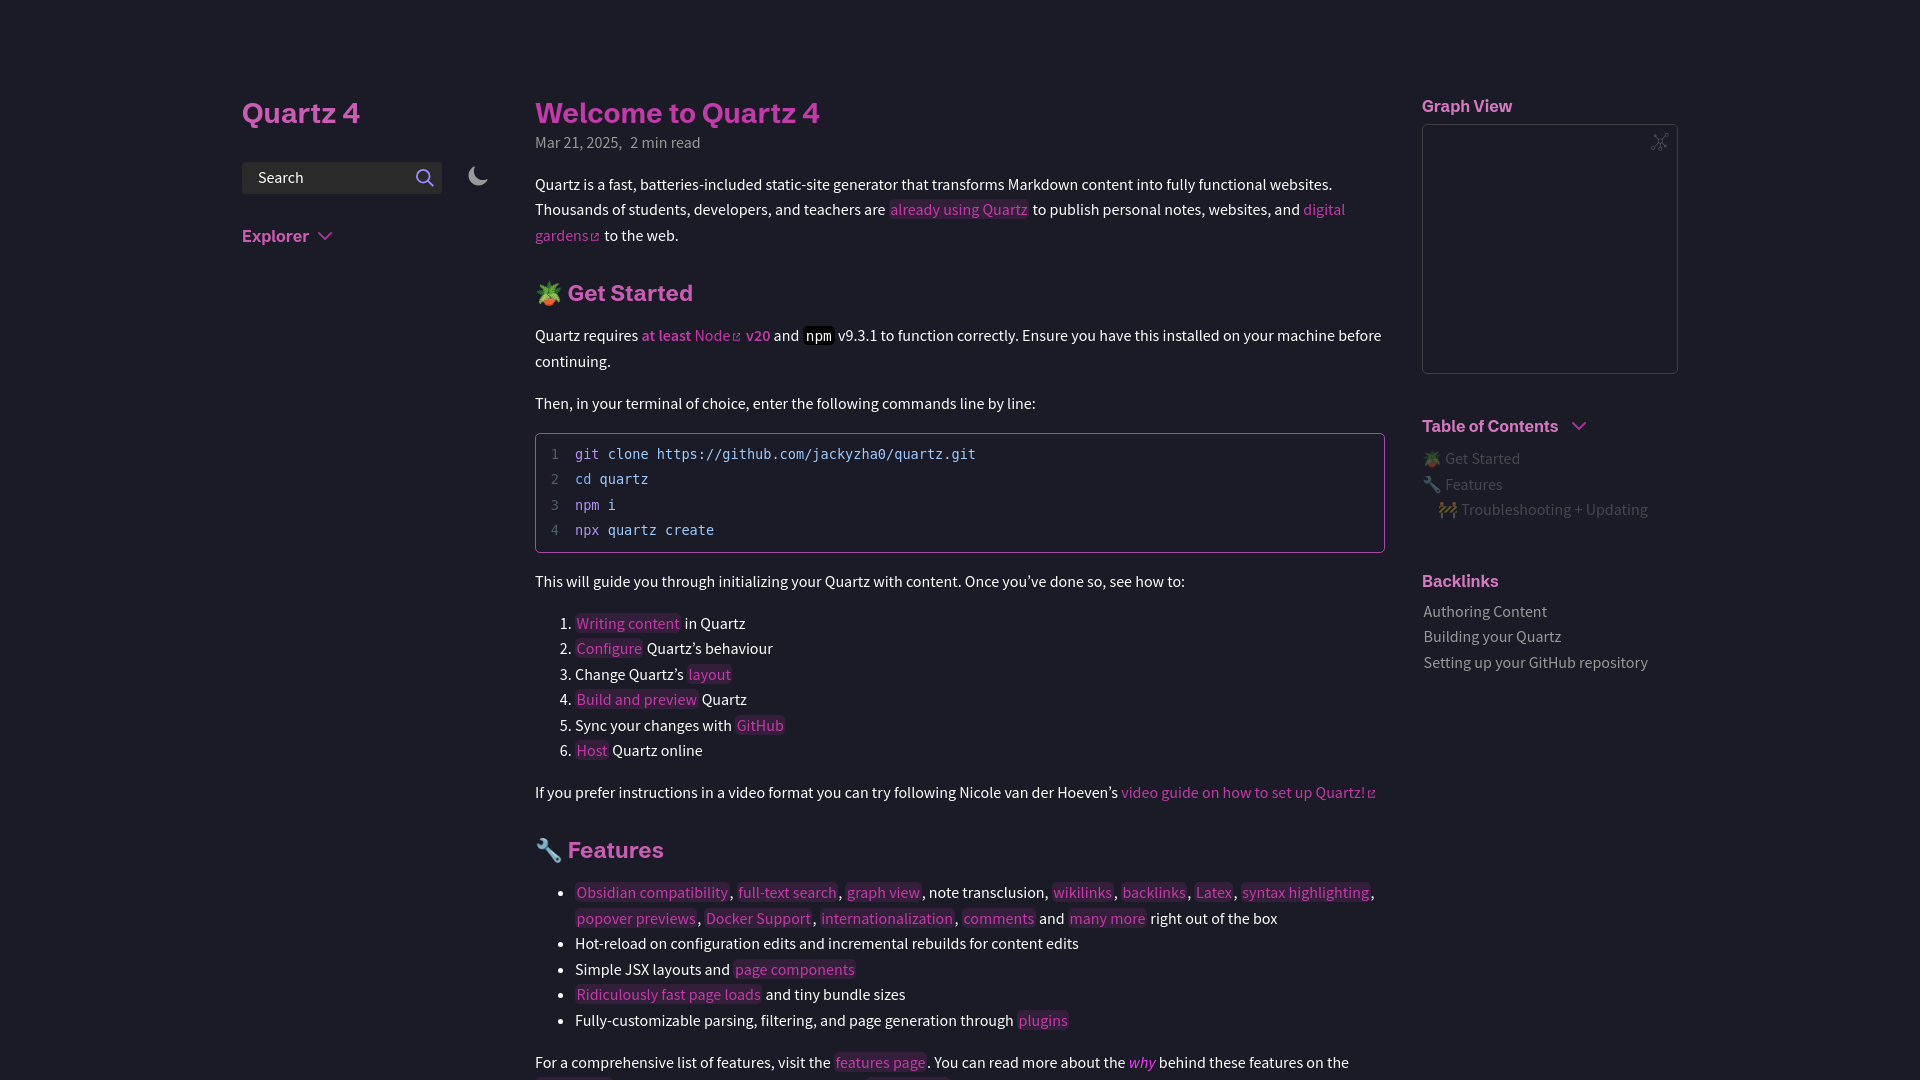 Quartz 4
Search
Explorer
Welcome to Quartz 4
Mar 21, 2025, 2 min read
Quartz is a fast, batteries-included static-site generator that transforms Markdown content into fully functional websites.
Thousands of students, developers, and teachers are already using Quartz to publish personal notes, websites, and digital
gardens to the web.
🪴 Get Started
Quartz requires at least Node v20 and npm v9.3.1 to function correctly. Ensure you have this installed on your machine before
continuing.
Then, in your terminal of choice, enter the following commands line by line:
1 git clone https://github.com/jackyzha0/quartz.git
2 cd quartz
3 npm i
4 npx quartz create
This will guide you through initializing your Quartz with content. Once you’ve done so, see how to:
1. Writing content in Quartz
2. Configure Quartz’s behaviour
3. Change Quartz’s layout
4. Build and preview Quartz
5. Sync your changes with GitHub
6. Host Quartz online
If you prefer instructions in a video format you can try following Nicole van der Hoeven’s video guide on how to set up Quartz!
🔧 Features
• Obsidian compatibility, full-text search, graph view, note transclusion, wikilinks, backlinks, Latex, syntax highlighting,
popover previews, Docker Support, internationalization, comments and many more right out of the box
• Hot-reload on configuration edits and incremental rebuilds for content edits
• Simple JSX layouts and page components
• Ridiculously fast page loads and tiny bundle sizes
• Fully-customizable parsing, filtering, and page generation through plugins
For a comprehensive list of features, visit the features page. You can read more about the why behind these features on the
Graph View
Table of Contents
🪴 Get Started
🔧 Features
🚧 Troubleshooting + Updating
Backlinks
Authoring Content
Building your Quartz
Setting up your GitHub repository